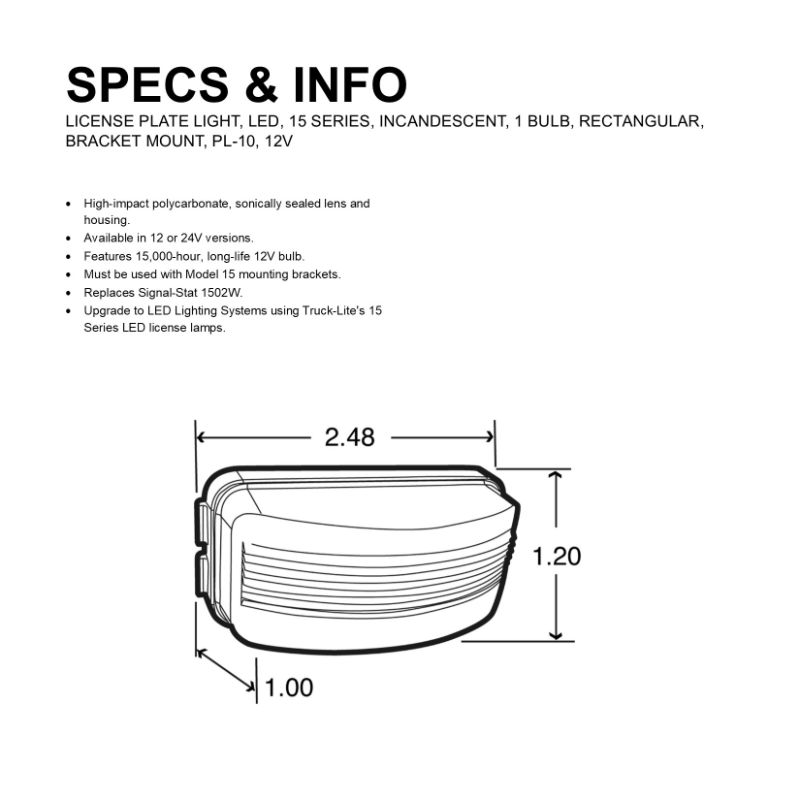 SPECS & INFO
LICENSE PLATE LIGHT, LED, 15 SERIES, INCANDESCENT, 1 BULB, RECTANGULAR,
BRACKET MOUNT, PL-10, 12V
• High-impact polycarbonate, sonically sealed lens and
housing.
• Available in 12 or 24V versions.
• Features 15,000-hour, long-life 12V bulb.
• Must be used with Model 15 mounting brackets.
• Replaces Signal-Stat 1502W.
• Upgrade to LED Lighting Systems using Truck-Lite's 15
Series LED license lamps.
2.48
1.20
1.00